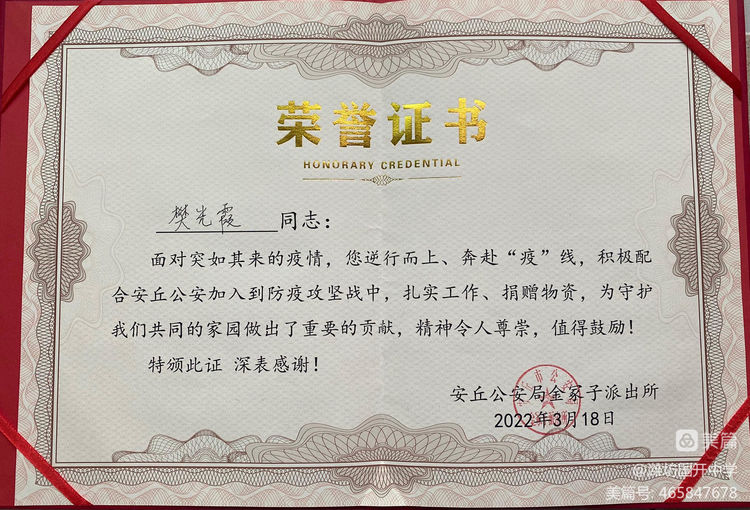 荣誉证书
HONORARY CREDENTIAL
樊光霞 同志：
面对突如其来的疫情，您逆行而上、奔赴“疫”线，积极配
合安丘公安加入到防疫攻坚战中，扎实工作、捐赠物资，为守护
我们共同的家园做出了重要的贡献，精神令人尊崇，值得鼓励！
特颁此证 深表感谢！
安丘公安局金冢子派出所
2022年3月18日
美篇
@潍坊国开中学
美篇号: 465847678